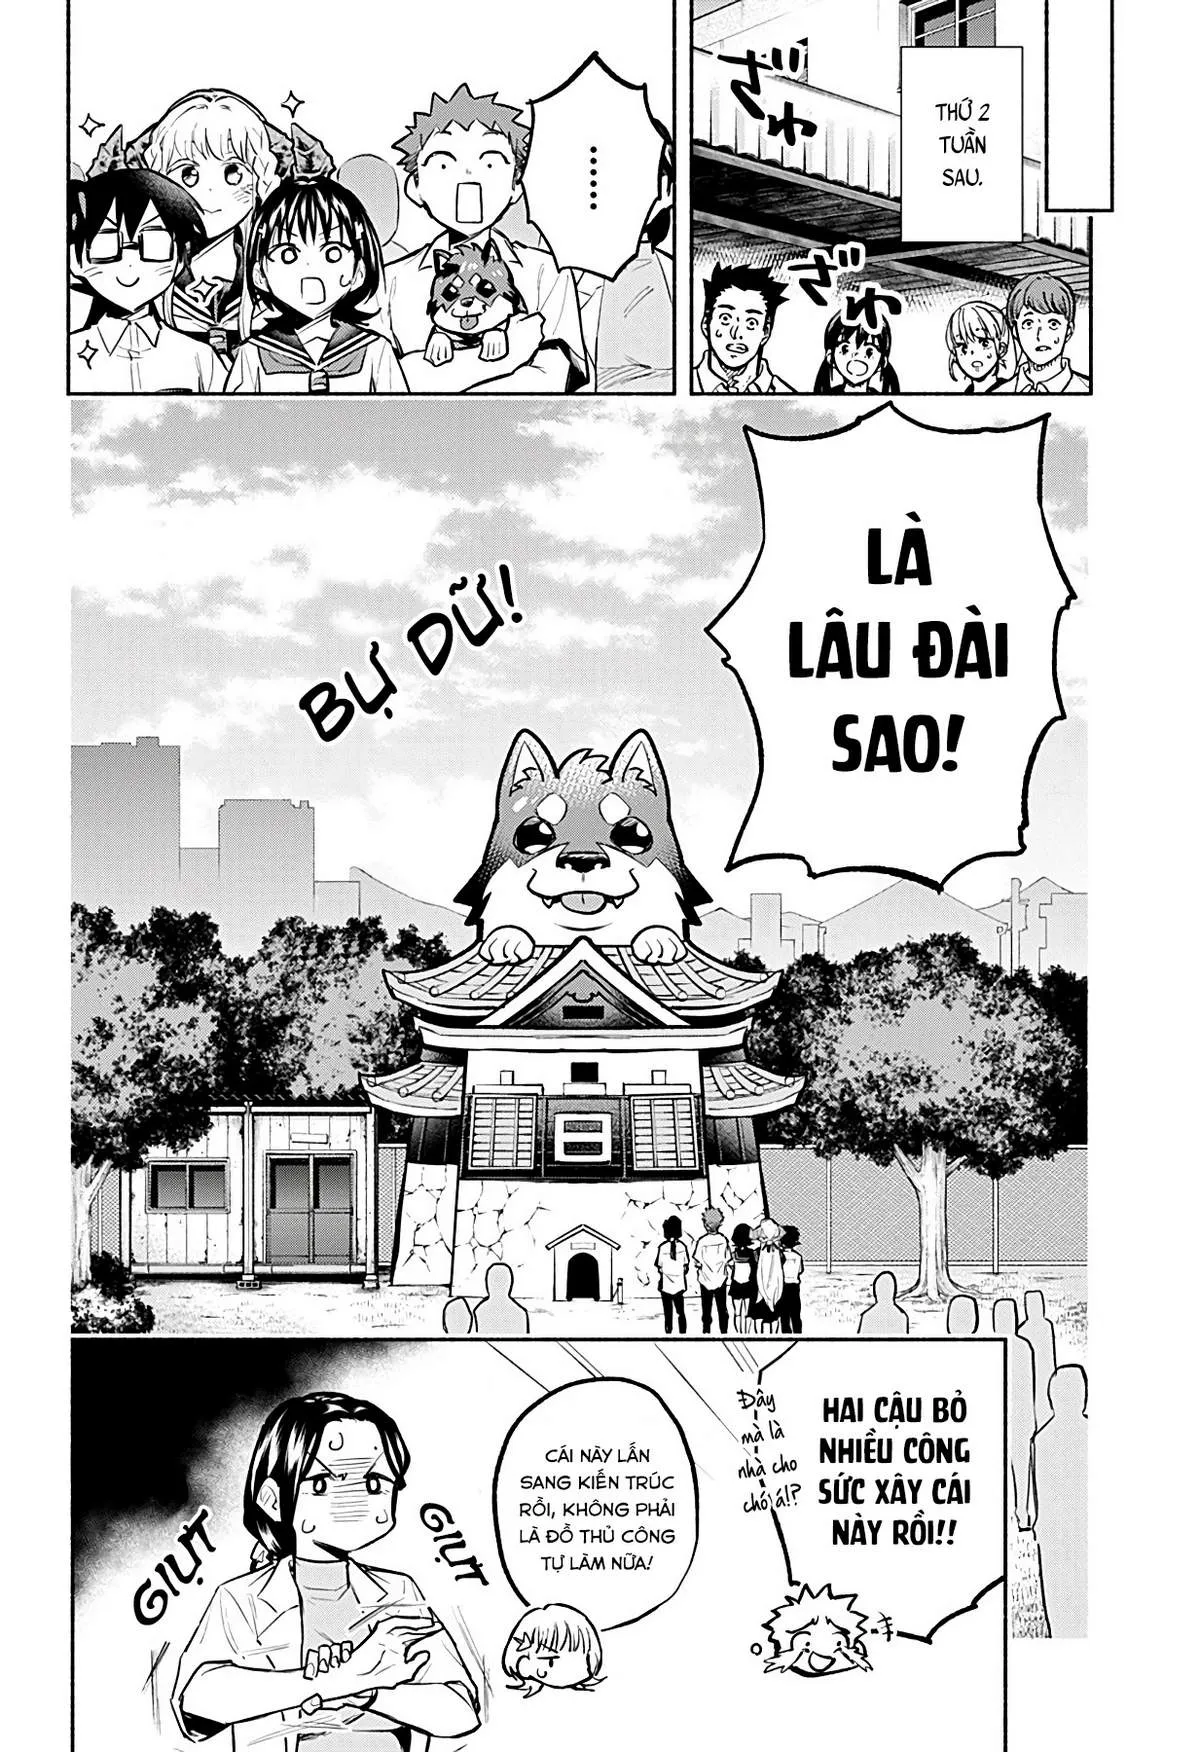 THỨ 2
TUẦN
SAU.
ざわ
ざわ
.......
LÀ
LÂU ĐÀI
SAO!
BỰ DỮ!
HAI CẬU BỎ
NHIỀU CÔNG
SỨC XÂY CÁI
NÀY RỒI!!
Đây
mà là
nhà cho
chó á!?
CÁI NÀY LẤN
SANG KIẾN TRÚC
RỒI, KHÔNG PHẢI
LÀ ĐỒ THỦ CÔNG
TỰ LÀM NỮA!
GIỰT
GIỰT